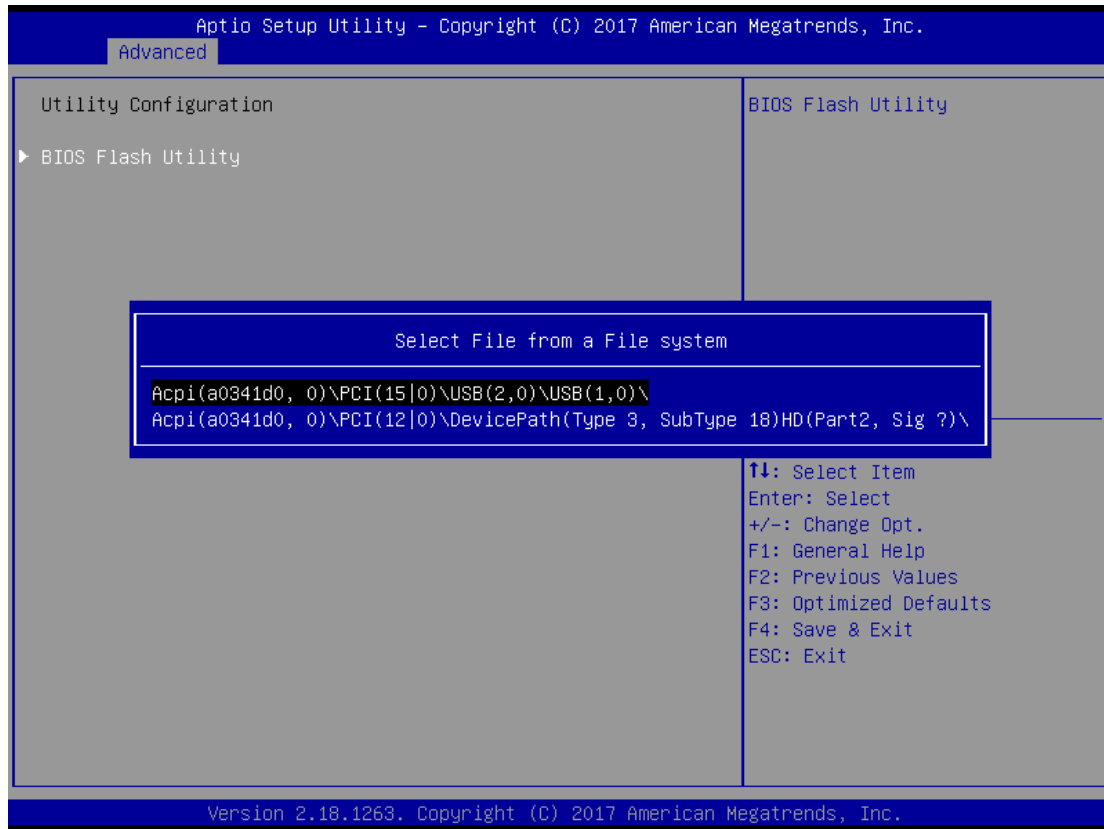 Aptio Setup Utility – Copyright (C) 2017 American Megatrends, Inc.
Advanced
Utility Configuration
BIOS Flash Utility
▶ BIOS Flash Utility
Select File from a File system
Acpi(a0341d0, 0)\PCI(15|0)\USB(2,0)\USB(1,0)\
Acpi(a0341d0, 0)\PCI(12|0)\DevicePath(Type 3, SubType 18)HD(Part2, Sig ?)\
↑↓: Select Item
Enter: Select
+/-: Change Opt.
F1: General Help
F2: Previous Values
F3: Optimized Defaults
F4: Save & Exit
ESC: Exit
Version 2.18.1263. Copyright (C) 2017 American Megatrends, Inc.